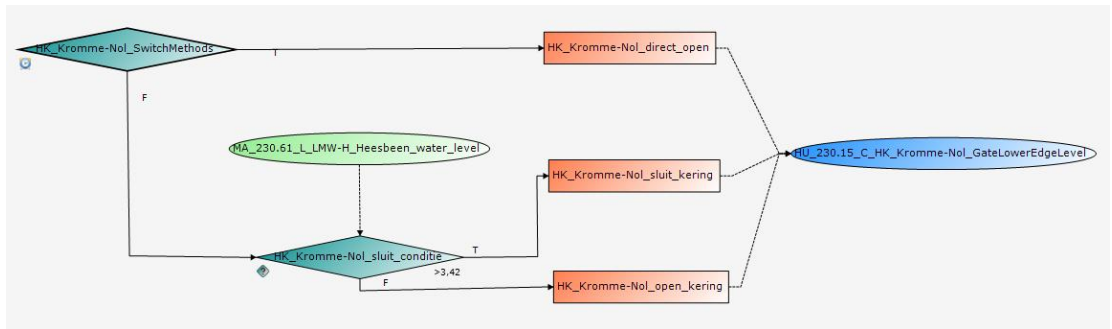 HK_Kromme-Nol_SwitchMethods
T
HK_Kromme-Nol_direct_open
F
MA_230.61_L_LMW-H_Heesbeen_water_level
HU_230.15_C_HK_Kromme-Nol_GateLowerEdgeLevel
HK_Kromme-Nol_sluit_kering
T
HK_Kromme-Nol_sluit_conditie
>3,42
F
HK_Kromme-Nol_open_kering